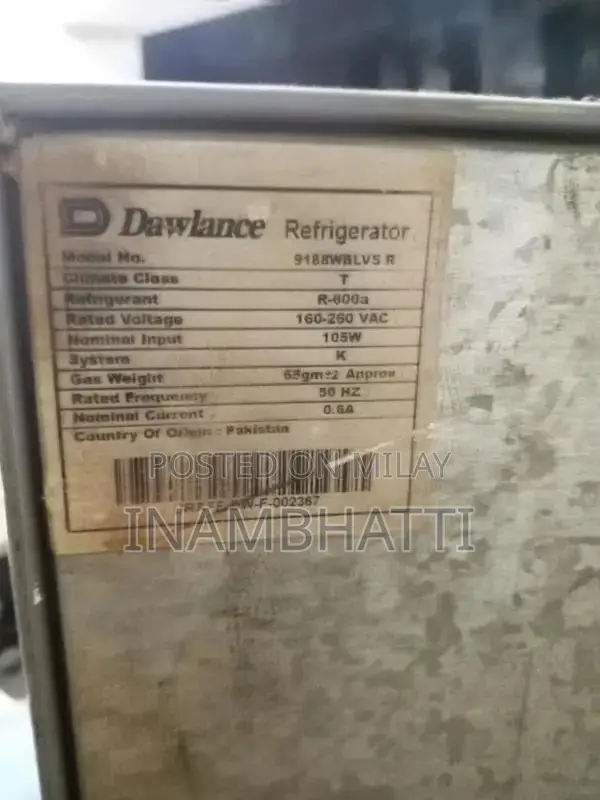 Dawlance Refrigerator
Model No. 9188WBLVS R
Climate Class T
Refrigerant R-600a
Rated Voltage 160-260 VAC
Nominal Input 105W
System K
Gas Weight 65gm±2 Approx
Rated Frequency 50 HZ
Nominal Current 0.6A
Country Of Origin : Pakistan
POSTED ON MILAY
W-F-002367
INAMBHATTI